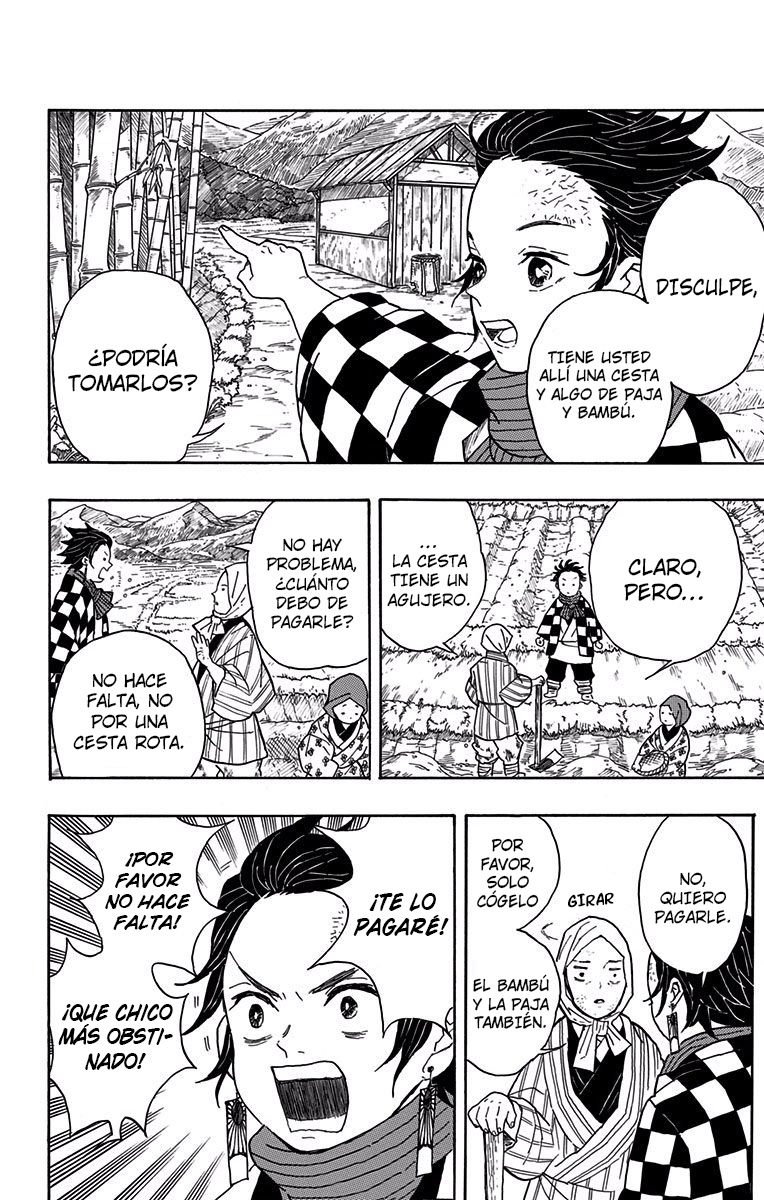 DISCULPE,
TIENE USTED
ALLÍ UNA CESTA
Y ALGO DE PAJA
Y BAMBÚ.
¿PODRÍA
TOMARLOS?
CLARO,
PERO...
...
LA CESTA
TIENE UN
AGUJERO.
NO HAY
PROBLEMA,
¿CUÁNTO
DEBO DE
PAGARLE?
NO HACE
FALTA, NO
POR UNA
CESTA ROTA.
NO,
QUIERO
PAGARLE.
GIRAR
POR
FAVOR,
SOLO
CÓGELO
EL BAMBÚ
Y LA PAJA
TAMBIÉN.
¡TE LO
PAGARÉ!
¡POR
FAVOR
NO HACE
FALTA!
¡QUE CHICO
MÁS OBSTI-
NADO!